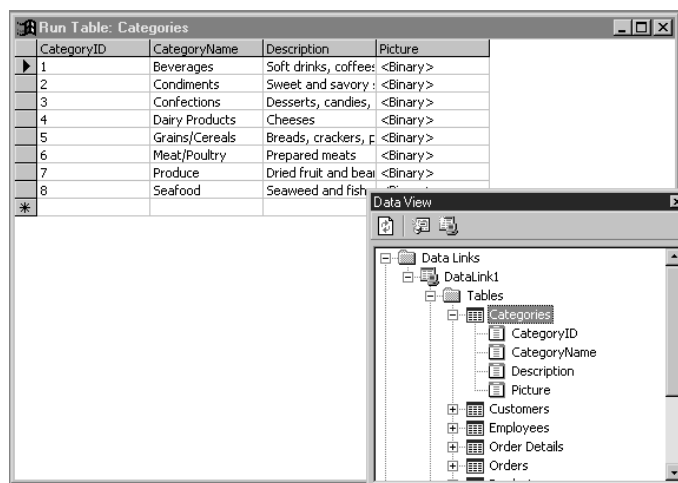 Run Table: Categories
CategoryID CategoryName Description Picture
1 Beverages Soft drinks, coffees <Binary>
2 Condiments Sweet and savory <Binary>
3 Confections Desserts, candies, <Binary>
4 Dairy Products Cheeses <Binary>
5 Grains/Cereals Breads, crackers, <Binary>
6 Meat/Poultry Prepared meats <Binary>
7 Produce Dried fruit and <Binary>
8 Seafood Seaweed and fish
Data View
Data Links
DataLink1
Tables
Categories
CategoryID
CategoryName
Description
Picture
Customers
Employees
Order Details
Orders